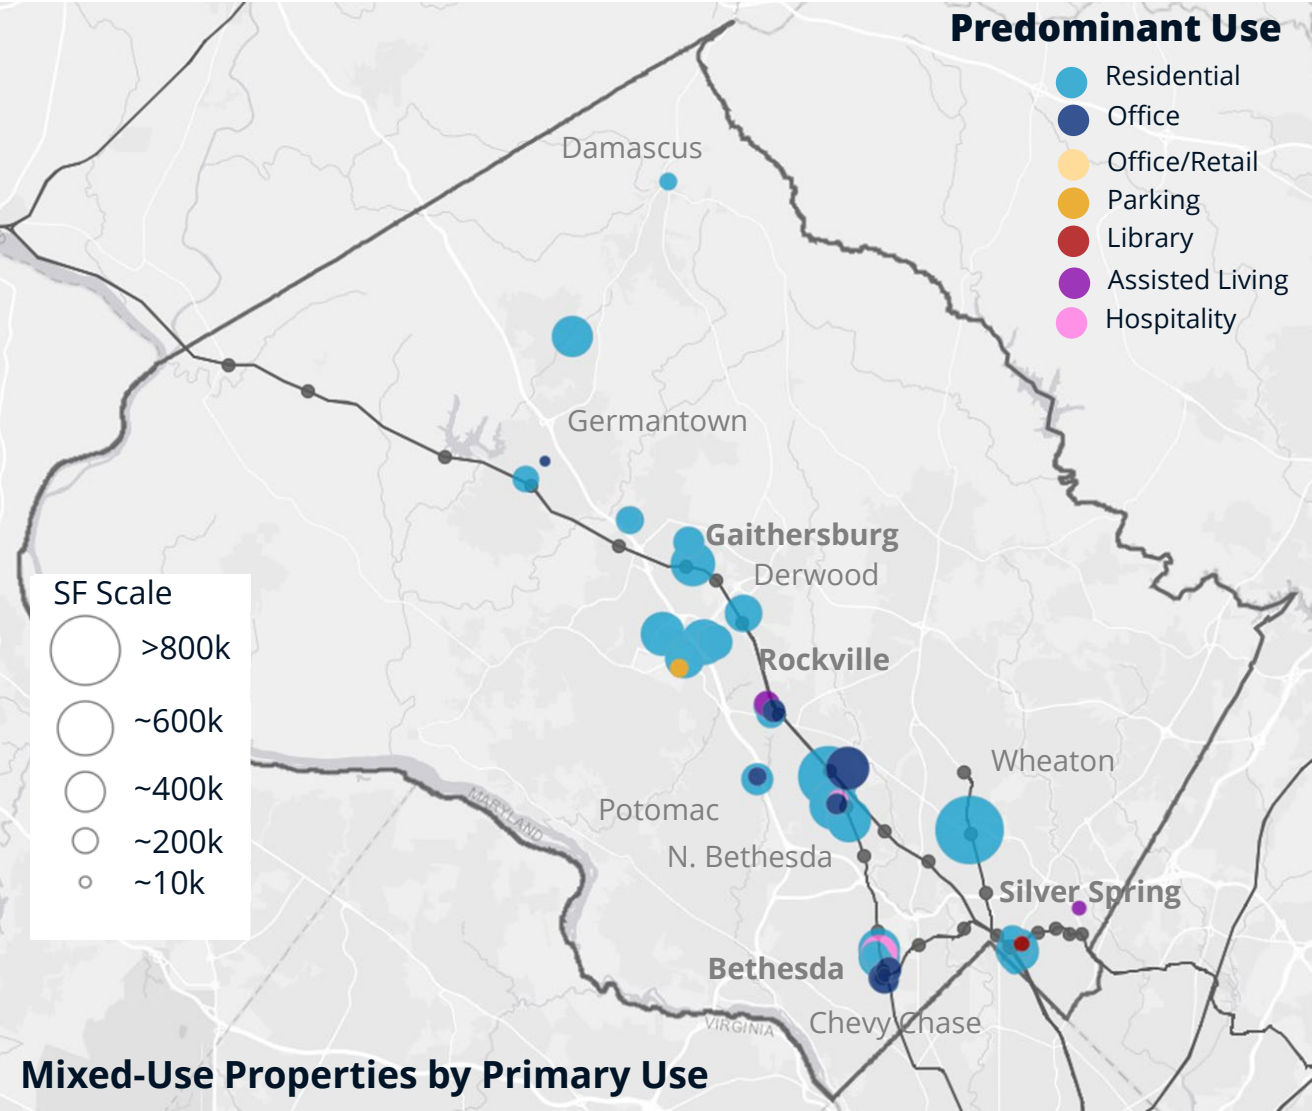 Predominant Use
Residential
Office
Office/Retail
Parking
Library
Assisted Living
Hospitality
Damascus
Germantown
Gaithersburg
Derwood
SF Scale
>800k
~600k
~400k
~200k
~10k
Rockville
Wheaton
Potomac
MARYLAND
N. Bethesda
Silver Spring
Bethesda
Chevy Chase
VIRGINIA
Mixed-Use Properties by Primary Use